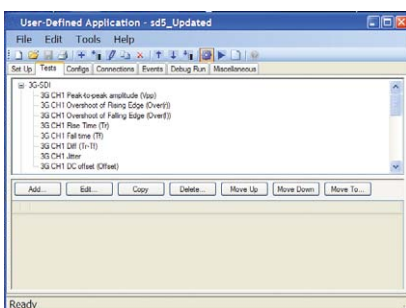 User-Defined Application - sd5_Updated
File Edit Tools Help
Set Up Tests Configs Connections Events Debug Run Miscellaneous
3G-SDI
3G CH1 Peak-to-peak amplitude (Vpp)
3G CH1 Overshoot of Rising Edge (Over(r))
3G CH1 Overshoot of Falling Edge (Over(f))
3G CH1 Rise Time (Tr)
3G CH1 Fall time (Tf)
3G CH1 Diff (Tr-Tf)
3G CH1 Jitter
3G CH1 DC offset (Offset)
Add... Edit... Copy Delete... Move Up Move Down Move To...
Ready